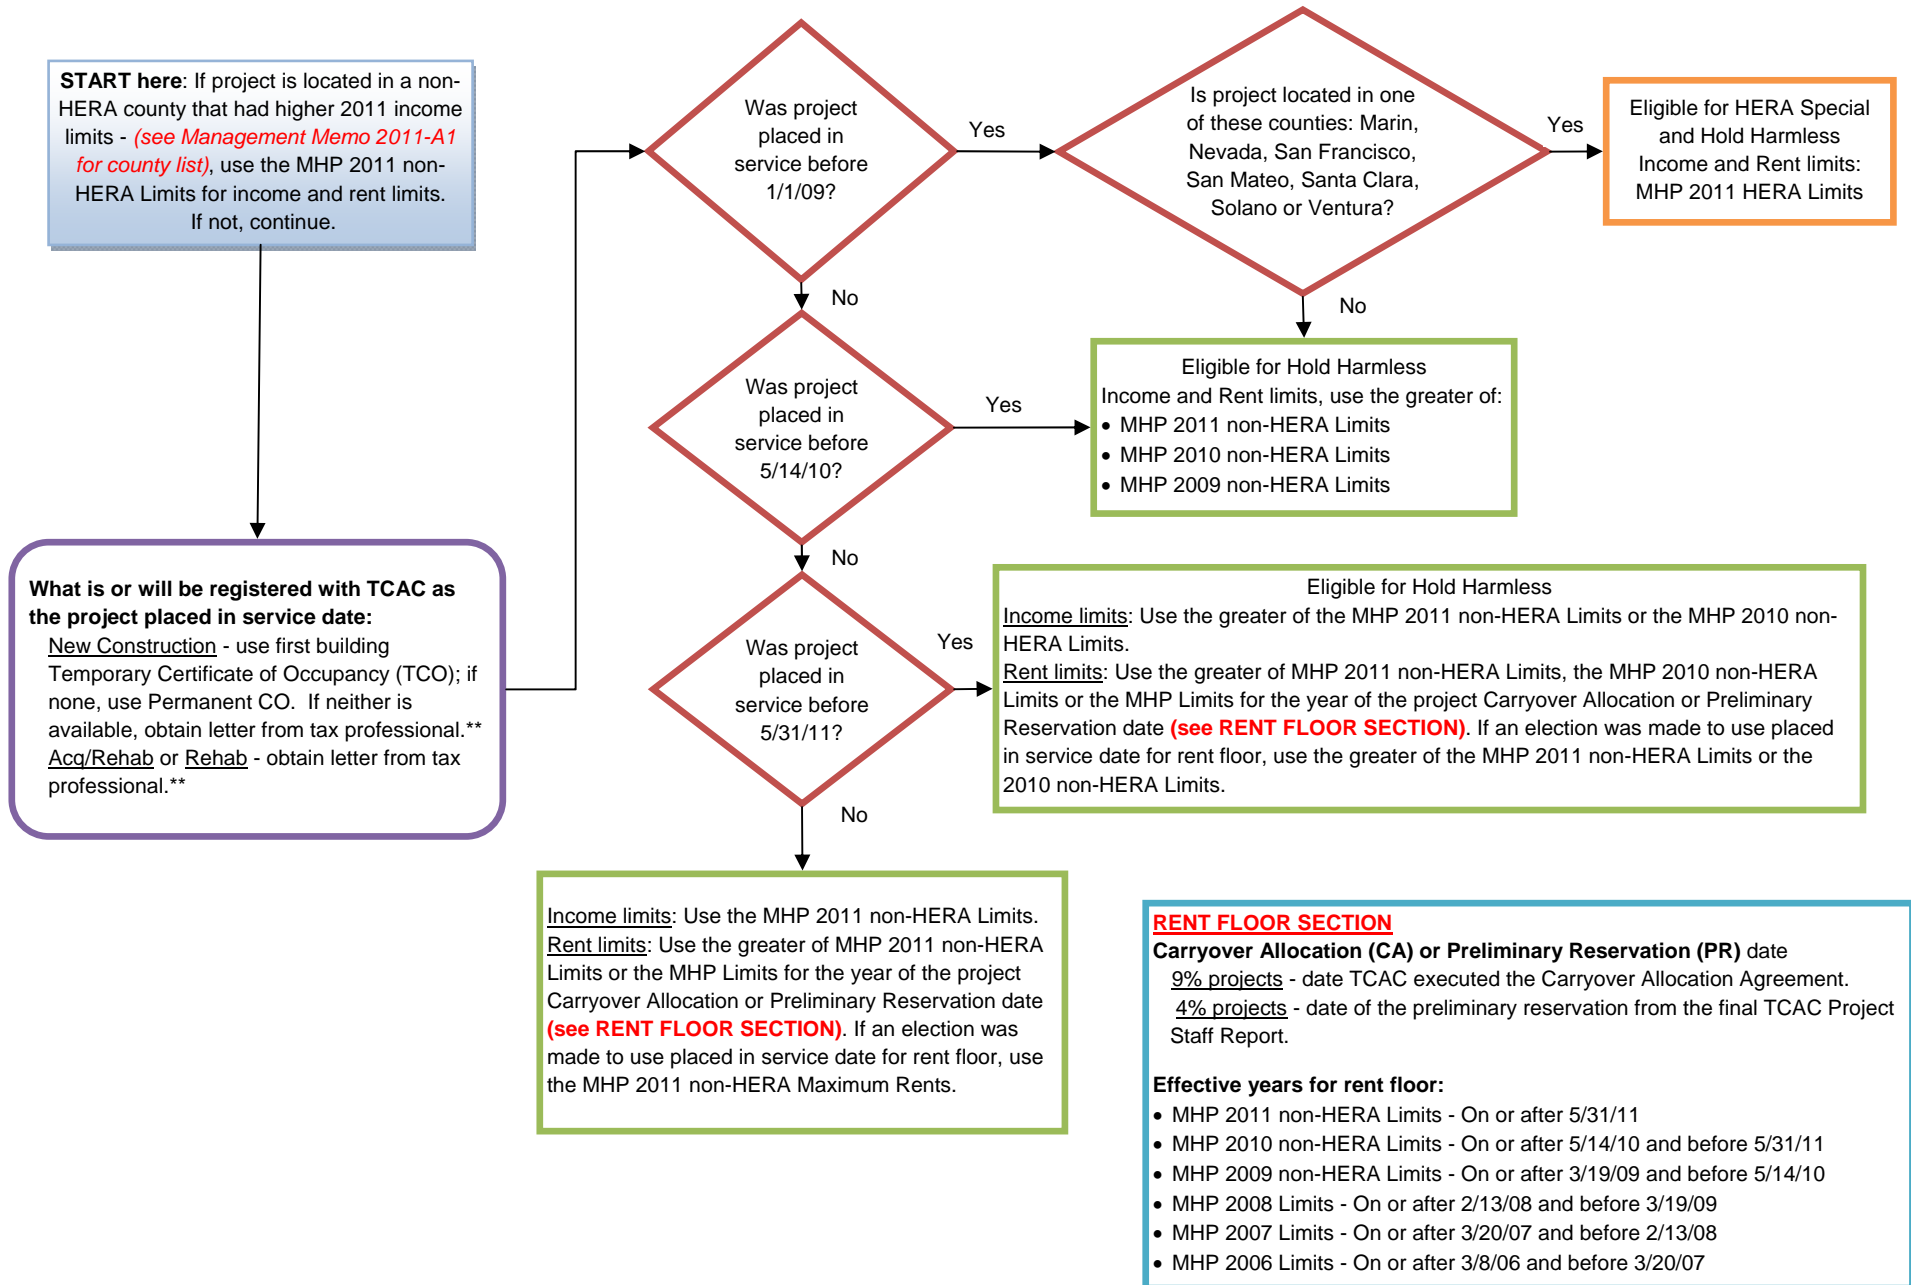 START here: If project is located in a non-
HERA county that had higher 2011 income
limits - (see Management Memo 2011-A1
for county list), use the MHP 2011 non-
HERA Limits for income and rent limits.
If not, continue.
What is or will be registered with TCAC as
the project placed in service date:
New Construction - use first building
Temporary Certificate of Occupancy (TCO); if
none, use Permanent CO.  If neither is
available, obtain letter from tax professional.**
Acq/Rehab or Rehab - obtain letter from tax
professional.**
Was project
placed in
service before
1/1/09?
Yes
No
Is project located in one
of these counties: Marin,
Nevada, San Francisco,
San Mateo, Santa Clara,
Solano or Ventura?
Yes
No
Eligible for HERA Special
and Hold Harmless
Income and Rent limits:
MHP 2011 HERA Limits
Was project
placed in
service before
5/14/10?
Yes
No
Eligible for Hold Harmless
Income and Rent limits, use the greater of:
• MHP 2011 non-HERA Limits
• MHP 2010 non-HERA Limits
• MHP 2009 non-HERA Limits
Was project
placed in
service before
5/31/11?
Yes
No
Eligible for Hold Harmless
Income limits: Use the greater of the MHP 2011 non-HERA Limits or the MHP 2010 non-
HERA Limits.
Rent limits: Use the greater of MHP 2011 non-HERA Limits, the MHP 2010 non-HERA
Limits or the MHP Limits for the year of the project Carryover Allocation or Preliminary
Reservation date (see RENT FLOOR SECTION). If an election was made to use placed
in service date for rent floor, use the greater of the MHP 2011 non-HERA Limits or the
2010 non-HERA Limits.
Income limits: Use the MHP 2011 non-HERA Limits.
Rent limits: Use the greater of MHP 2011 non-HERA
Limits or the MHP Limits for the year of the project
Carryover Allocation or Preliminary Reservation date
(see RENT FLOOR SECTION). If an election was
made to use placed in service date for rent floor, use
the MHP 2011 non-HERA Maximum Rents.
RENT FLOOR SECTION
Carryover Allocation (CA) or Preliminary Reservation (PR) date
9% projects - date TCAC executed the Carryover Allocation Agreement.
4% projects - date of the preliminary reservation from the final TCAC Project
Staff Report.
Effective years for rent floor:
• MHP 2011 non-HERA Limits - On or after 5/31/11
• MHP 2010 non-HERA Limits - On or after 5/14/10 and before 5/31/11
• MHP 2009 non-HERA Limits - On or after 3/19/09 and before 5/14/10
• MHP 2008 Limits - On or after 2/13/08 and before 3/19/09
• MHP 2007 Limits - On or after 3/20/07 and before 2/13/08
• MHP 2006 Limits - On or after 3/8/06 and before 3/20/07